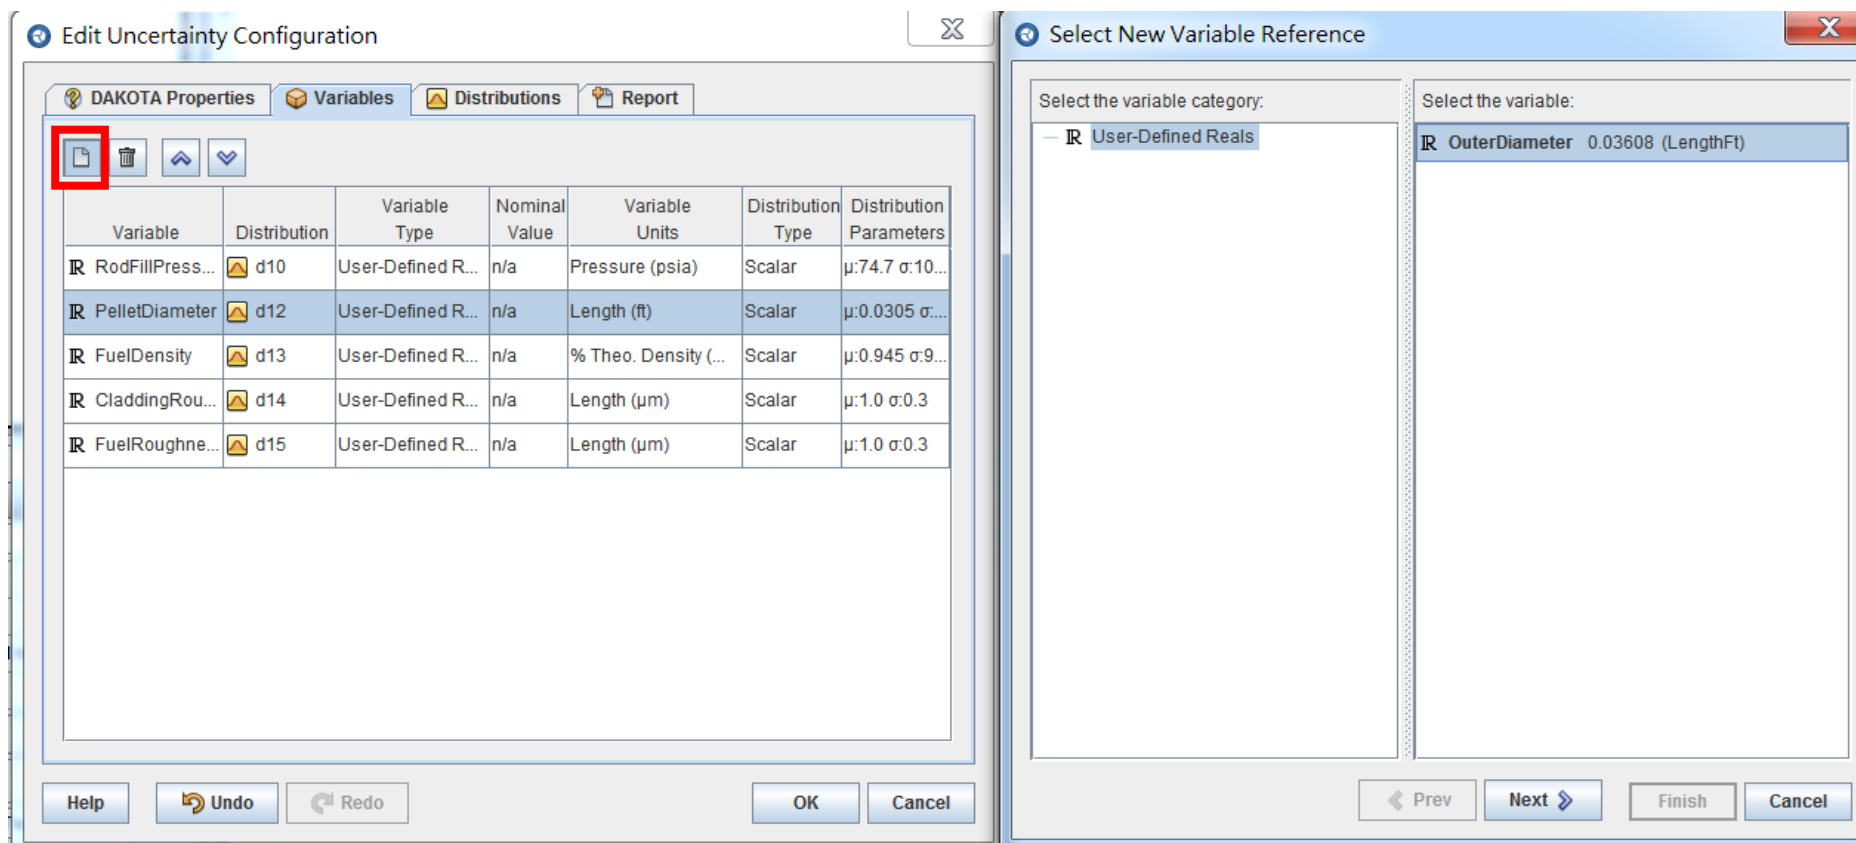 Edit Uncertainty Configuration
DAKOTA Properties
Variables
Distributions
Report
Variable
Distribution
Variable Type
Nominal Value
Variable Units
Distribution Type
Distribution Parameters
RodFillPress... d10 User-Defined R... n/a Pressure (psia) Scalar μ:74.7 σ:10...
PelletDiameter d12 User-Defined R... n/a Length (ft) Scalar μ:0.0305 σ:...
FuelDensity d13 User-Defined R... n/a % Theo. Density (... Scalar μ:0.945 σ:9...
CladdingRou... d14 User-Defined R... n/a Length (μm) Scalar μ:1.0 σ:0.3
FuelRoughne... d15 User-Defined R... n/a Length (μm) Scalar μ:1.0 σ:0.3
Help
Undo
Redo
OK
Cancel
Select New Variable Reference
Select the variable category:
ℝ User-Defined Reals
Select the variable:
ℝ OuterDiameter 0.03608 (LengthFt)
Prev
Next
Finish
Cancel